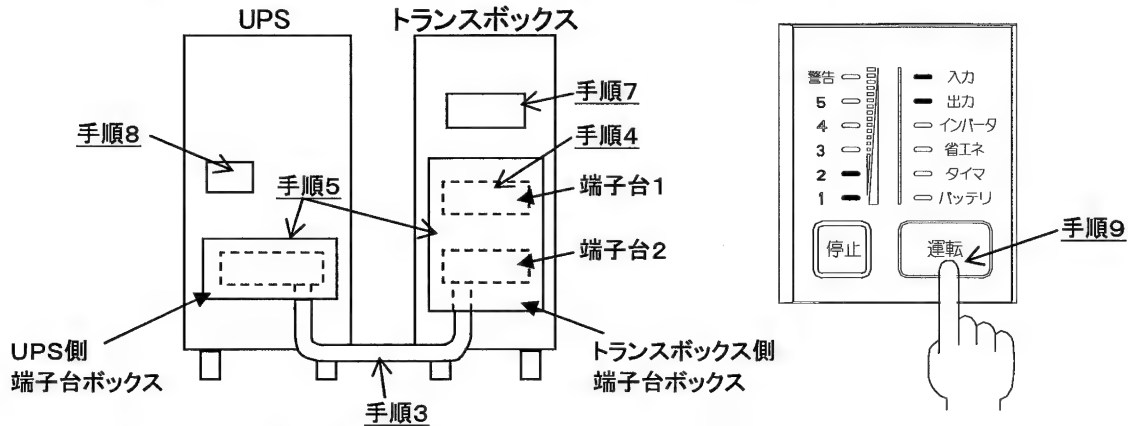 UPS
トランスボックス
手順7
手順8
手順4
手順5
端子台1
端子台2
UPS側
端子台ボックス
トランスボックス側
端子台ボックス
手順3
警告
5
4
3
2
1
入力
出力
インバータ
省エネ
タイマ
バッテリ
停止
運転
手順9